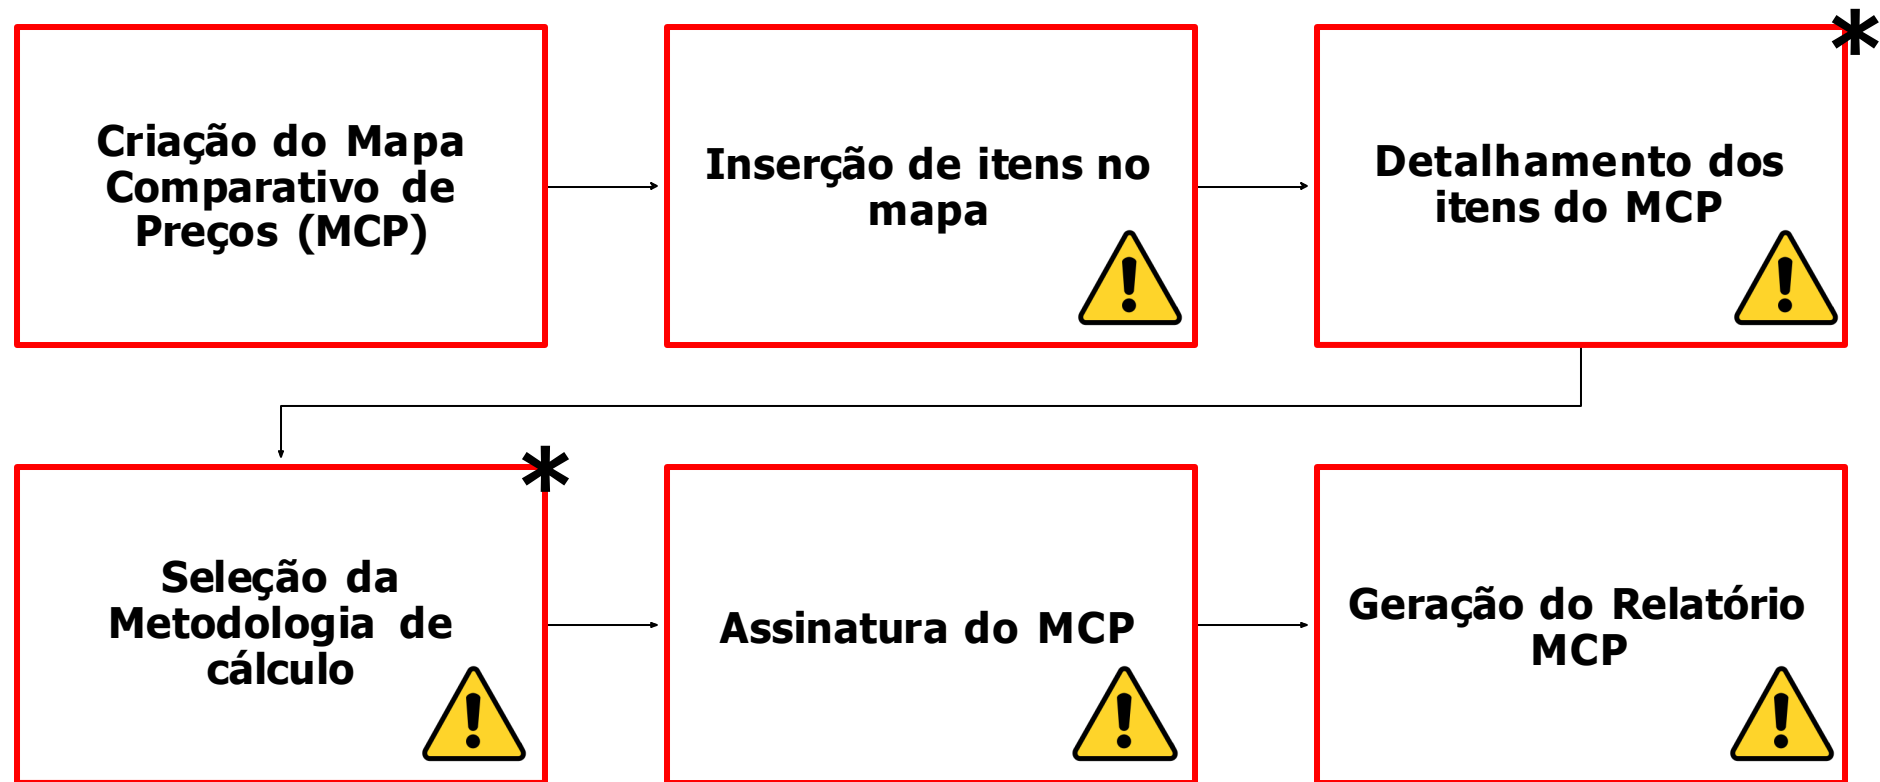 Criação do Mapa
Comparativo de
Preços (MCP)
Inserção de itens no
mapa
*
Detalhamento dos
itens do MCP
*
Seleção da
Metodologia de
cálculo
Assinatura do MCP
Geração do Relatório
MCP